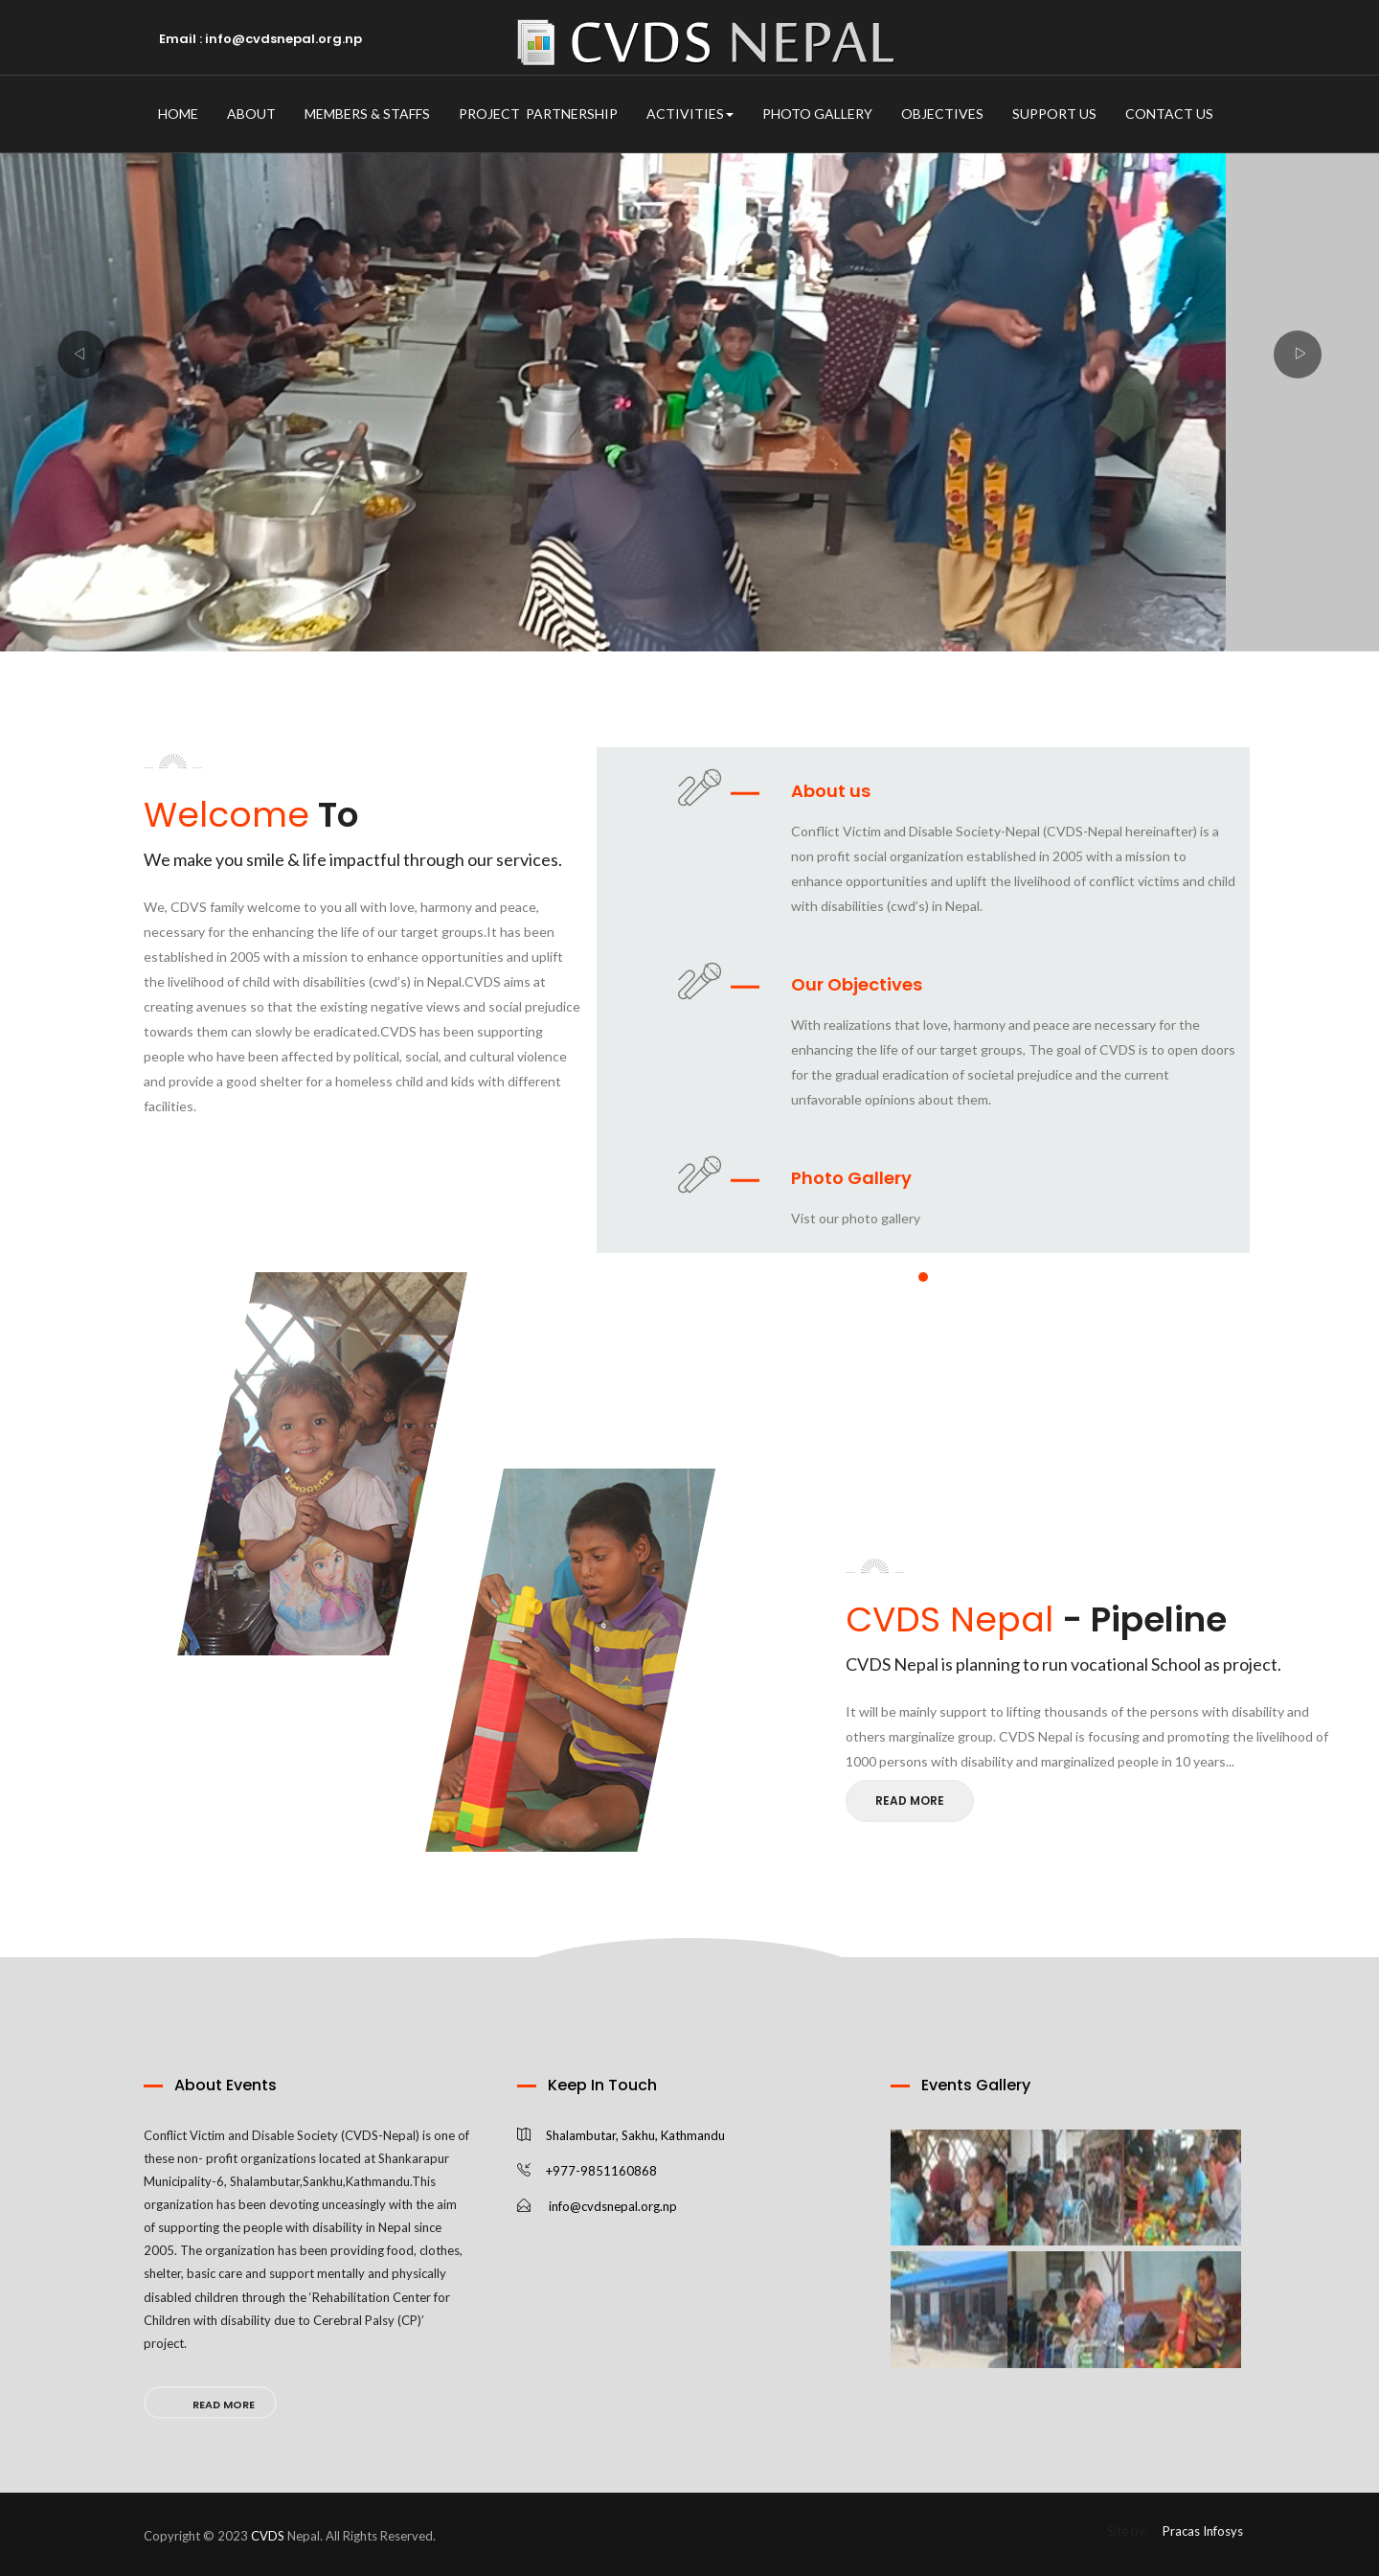 Email : info@cvdsnepal.org.np
CVDS NEPAL
HOME ABOUT MEMBERS & STAFFS PROJECT PARTNERSHIP ACTIVITIES PHOTO GALLERY OBJECTIVES SUPPORT US CONTACT US
Welcome To
We make you smile & life impactful through our services.
We, CDVS family welcome to you all with love, harmony and peace,
necessary for the enhancing the life of our target groups.It has been
established in 2005 with a mission to enhance opportunities and uplift
the livelihood of child with disabilities (cwd's) in Nepal.CVDS aims at
creating avenues so that the existing negative views and social prejudice
towards them can slowly be eradicated.CVDS has been supporting
people who have been affected by political, social, and cultural violence
and provide a good shelter for a homeless child and kids with different
facilities.
About us
Conflict Victim and Disable Society-Nepal (CVDS-Nepal hereinafter) is a
non profit social organization established in 2005 with a mission to
enhance opportunities and uplift the livelihood of conflict victims and child
with disabilities (cwd's) in Nepal.
Our Objectives
With realizations that love, harmony and peace are necessary for the
enhancing the life of our target groups, The goal of CVDS is to open doors
for the gradual eradication of societal prejudice and the current
unfavorable opinions about them.
Photo Gallery
Vist our photo gallery
CVDS Nepal - Pipeline
CVDS Nepal is planning to run vocational School as project.
It will be mainly support to lifting thousands of the persons with disability and
others marginalize group. CVDS Nepal is focusing and promoting the livelihood of
1000 persons with disability and marginalized people in 10 years...
READ MORE
About Events
Conflict Victim and Disable Society (CVDS-Nepal) is one of
these non- profit organizations located at Shankarapur
Municipality-6, Shalambutar,Sankhu,Kathmandu.This
organization has been devoting unceasingly with the aim
of supporting the people with disability in Nepal since
2005. The organization has been providing food, clothes,
shelter, basic care and support mentally and physically
disabled children through the 'Rehabilitation Center for
Children with disability due to Cerebral Palsy (CP)'
project.
READ MORE
Keep In Touch
Shalambutar, Sakhu, Kathmandu
+977-9851160868
info@cvdsnepal.org.np
Events Gallery
Copyright © 2023 CVDS Nepal. All Rights Reserved.
Site by: Pracas Infosys